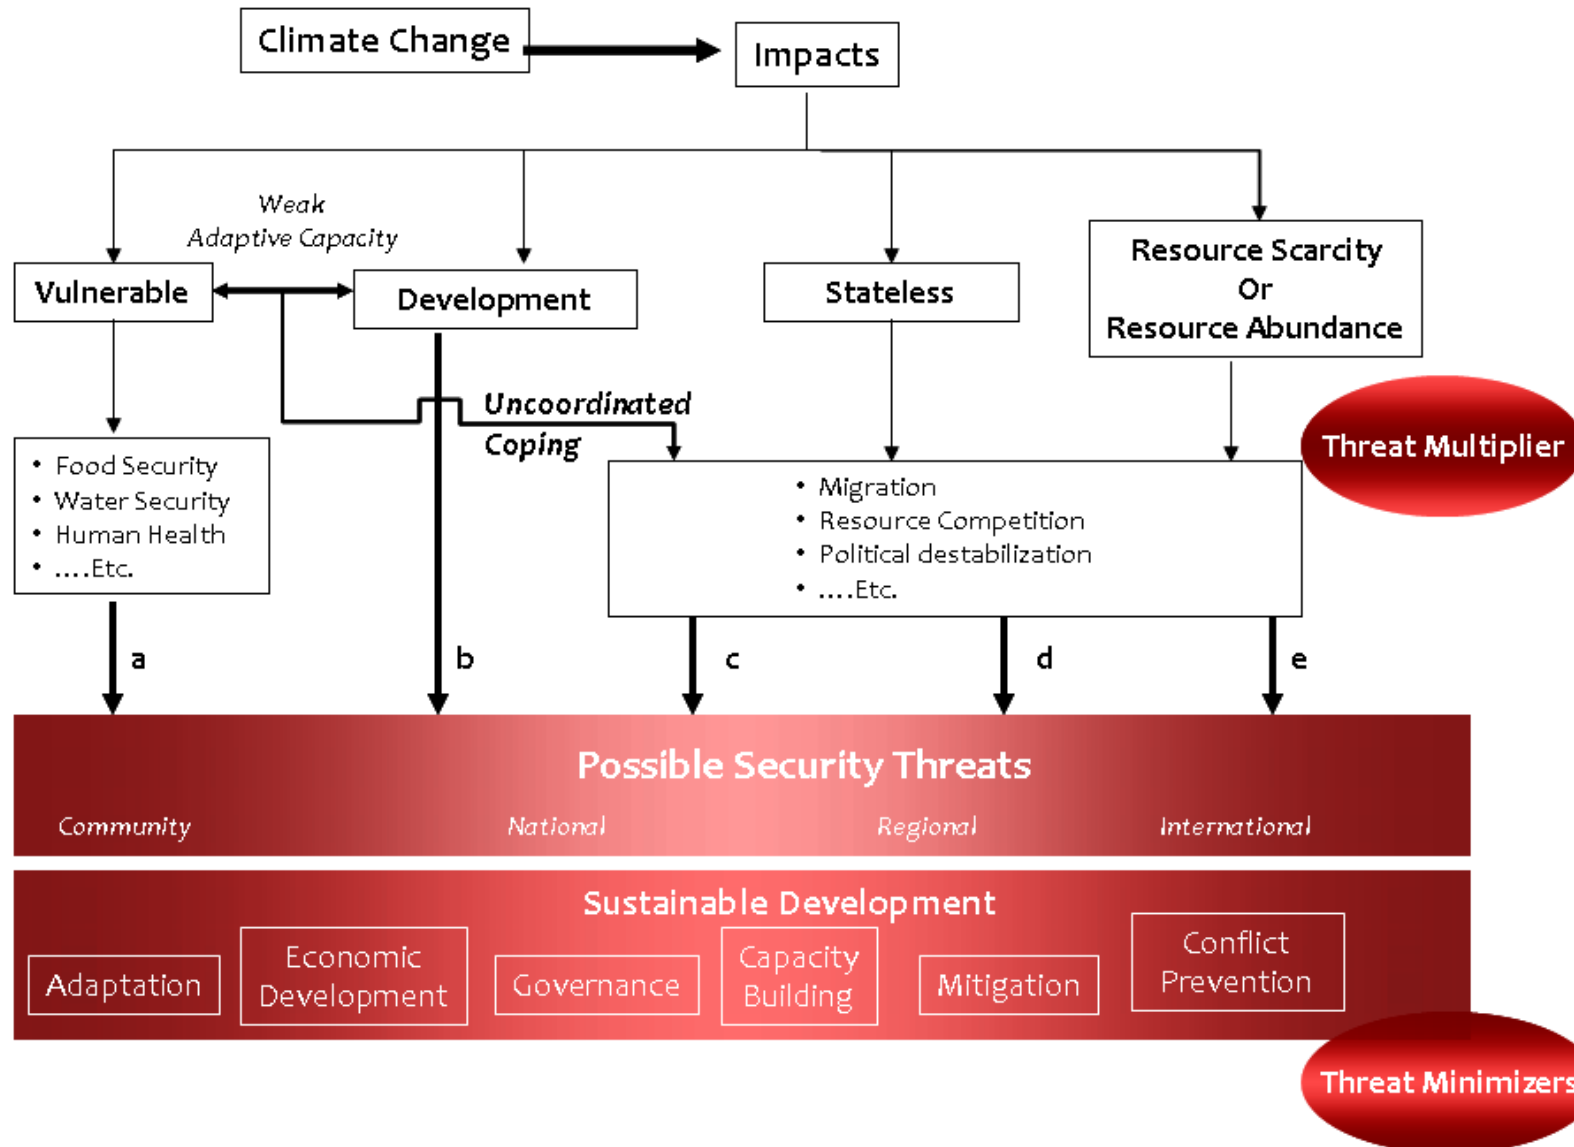 Climate Change
Impacts
Weak
Adaptive Capacity
Vulnerable
Development
Stateless
Resource Scarcity
Or
Resource Abundance
Uncoordinated
Coping
Threat Multiplier
• Food Security
• Water Security
• Human Health
• ....Etc.
• Migration
• Resource Competition
• Political destabilization
• ....Etc.
a
b
c
d
e
Possible Security Threats
Community
National
Regional
International
Sustainable Development
Adaptation
Economic
Development
Governance
Capacity
Building
Mitigation
Conflict
Prevention
Threat Minimizers